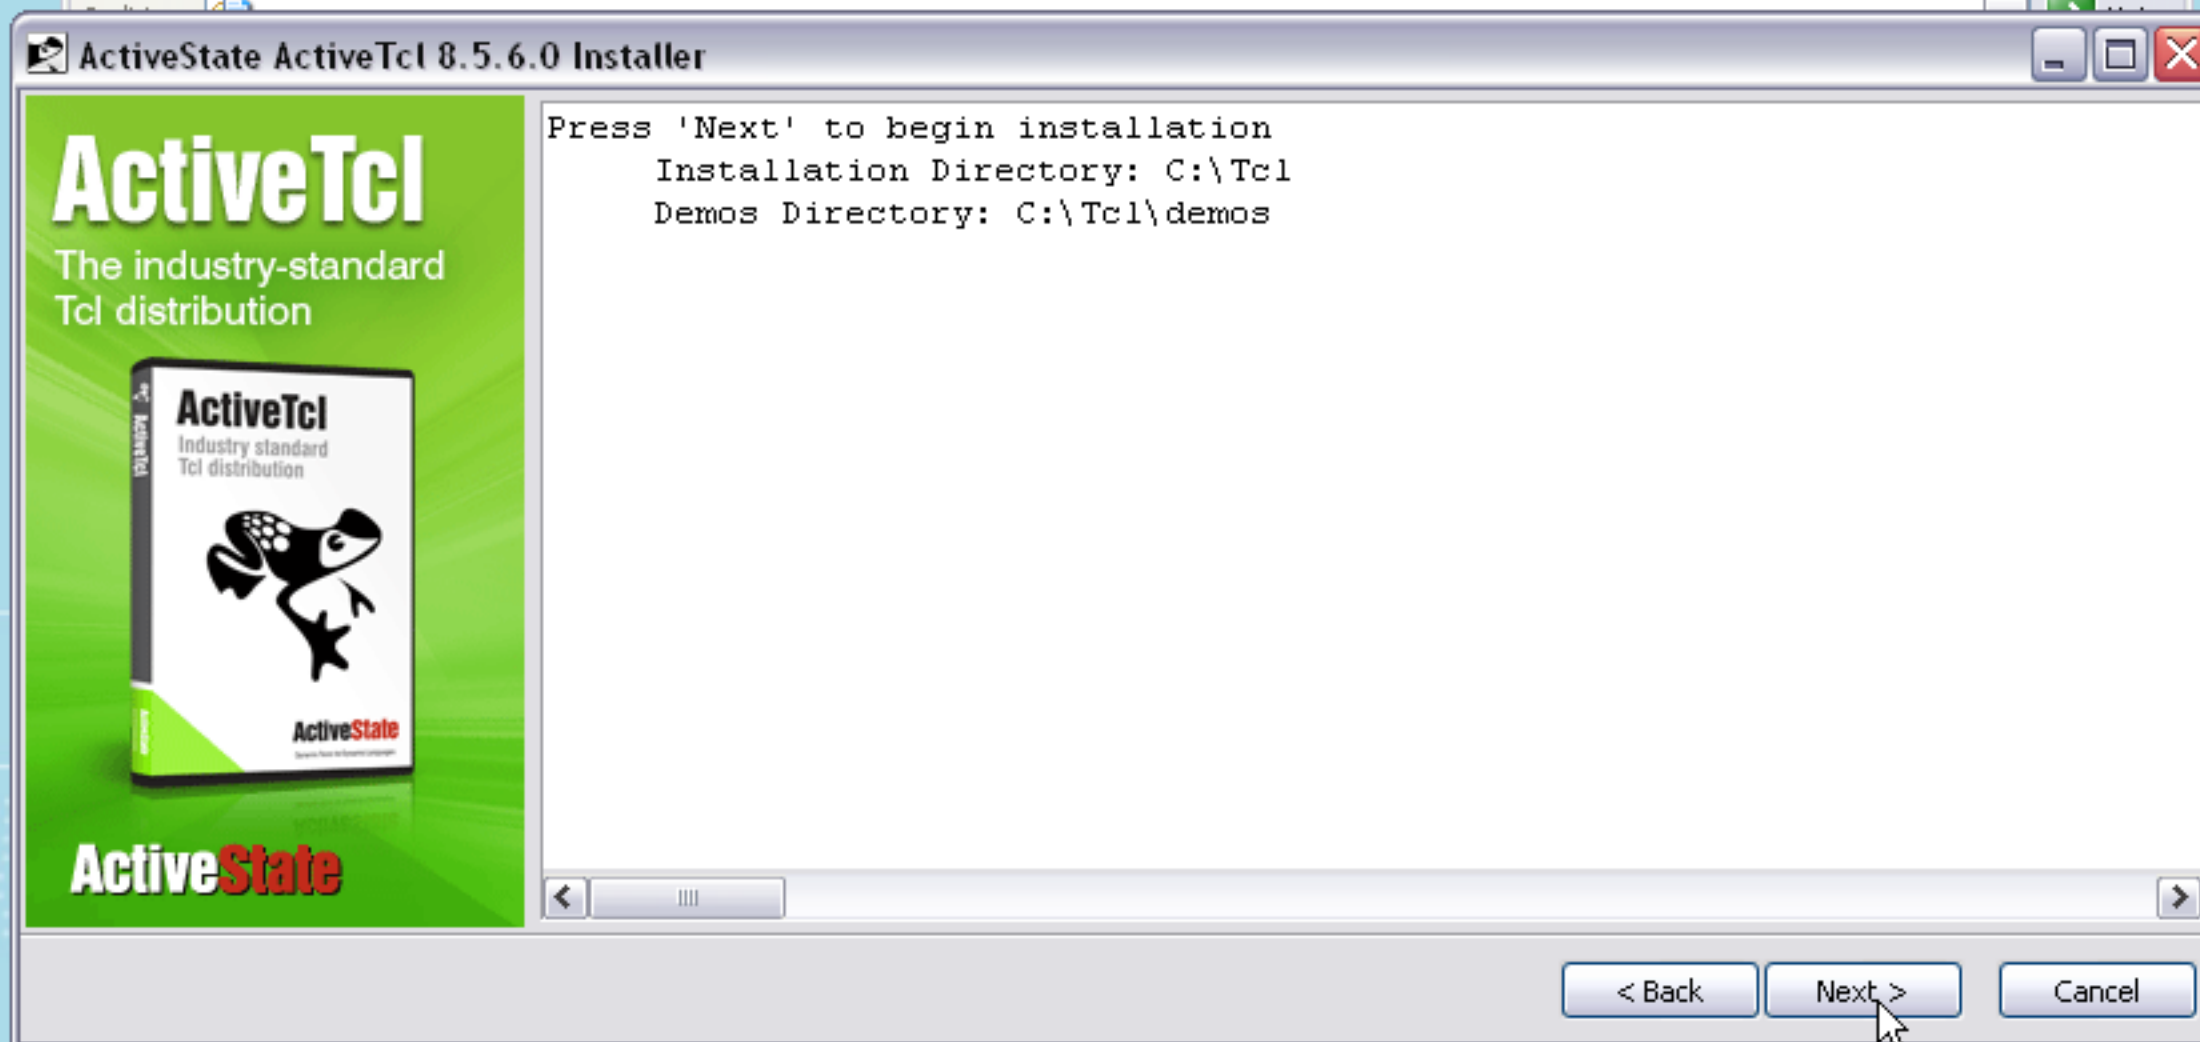 ActiveState ActiveTcl 8.5.6.0 Installer
ActiveTcl
The industry-standard
Tcl distribution
ActiveTcl
ActiveTcl
Industry standard
Tcl distribution
ActiveState
ActiveState
Press 'Next' to begin installation
Installation Directory: C:\Tcl
Demos Directory: C:\Tcl\demos
< Back
Next >
Cancel